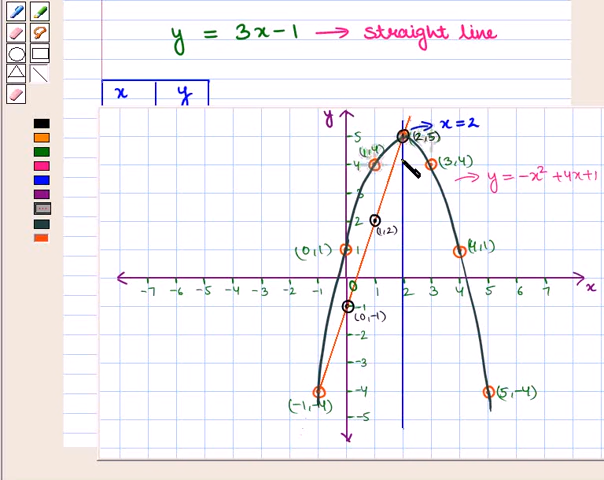 y = 3x-1 → straight line
x y
y
5 (2,5) → x=2
(1,4)
4 (3,4)
→ y = -x² +4x+1
3
2 (1,2)
(0,1) 1 (4,1)
-7 -6 -5 -4 -3 -2 -1 0 1 2 3 4 5 6 7 x
-1 (0,-1)
-2
-3
-4
(-1,-4) (5,-4)
-5